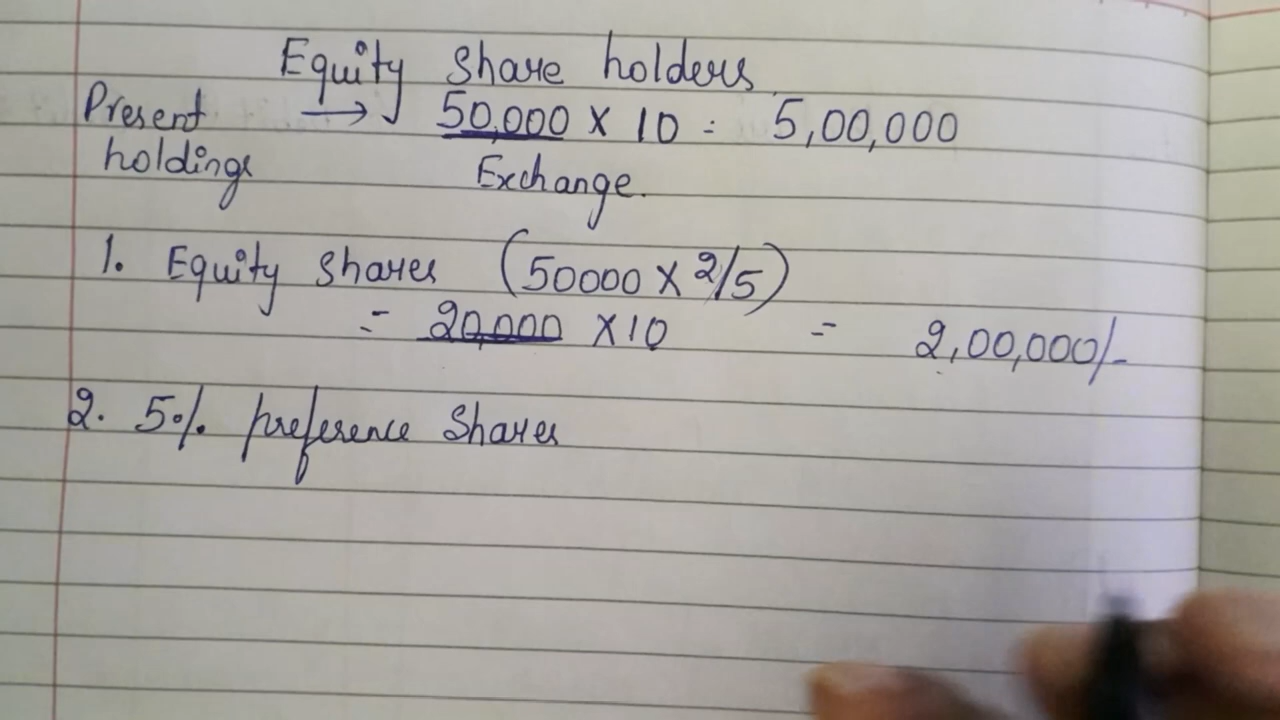 Equity Share holders
Present → 50,000 X 10 = 5,00,000
holdings Exchange.
1. Equity Shares (50000 X 2/5)
= 20,000 X 10 = 2,00,000/-
2. 5% preference Shares